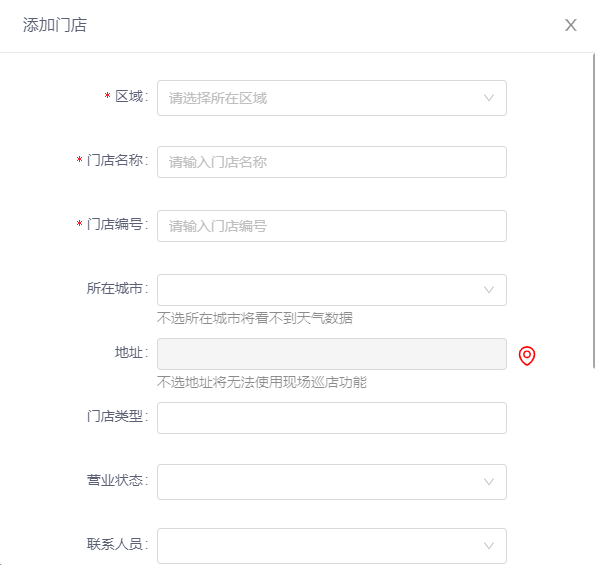 添加门店
* 区域: 请选择所在区域
* 门店名称: 请输入门店名称
* 门店编号: 请输入门店编号
所在城市:
不选所在城市将看不到天气数据
地址:
不选地址将无法使用现场巡店功能
门店类型:
营业状态:
联系人员: